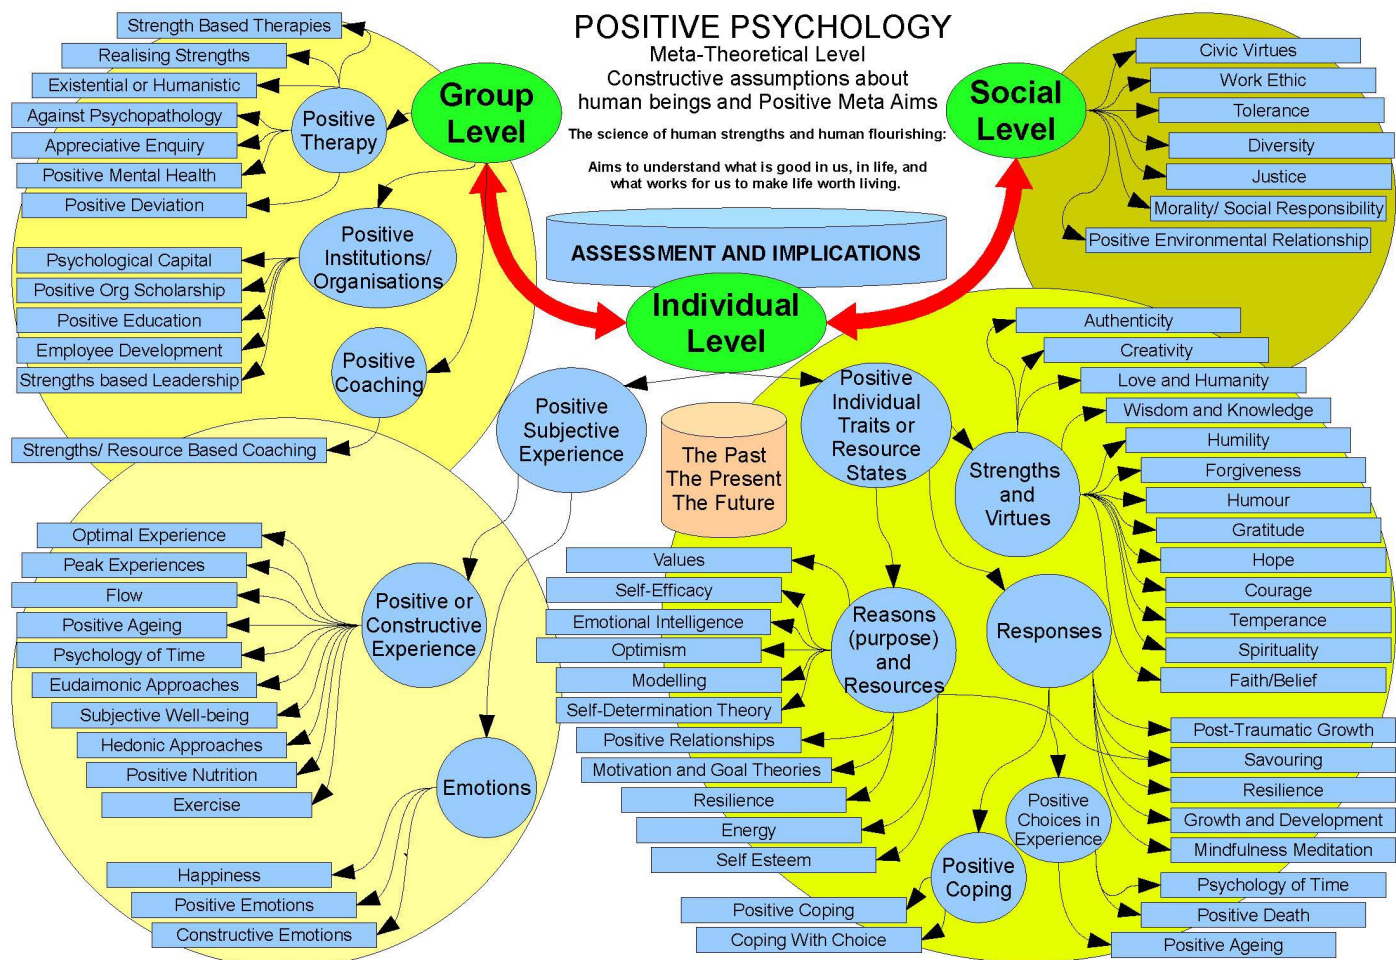 POSITIVE PSYCHOLOGY
Meta-Theoretical Level
Constructive assumptions about
human beings and Positive Meta Aims
The science of human strengths and human flourishing:
Aims to understand what is good in us, in life, and
what works for us to make life worth living.
ASSESSMENT AND IMPLICATIONS
Group
Level
Positive
Therapy
Strength Based Therapies
Realising Strengths
Existential or Humanistic
Against Psychopathology
Appreciative Enquiry
Positive Mental Health
Positive Deviation
Positive
Institutions/
Organisations
Psychological Capital
Positive Org Scholarship
Positive Education
Employee Development
Strengths based Leadership
Positive
Coaching
Strengths/ Resource Based Coaching
Social
Level
Civic Virtues
Work Ethic
Tolerance
Diversity
Justice
Morality/ Social Responsibility
Positive Environmental Relationship
Individual
Level
Positive
Subjective
Experience
The Past
The Present
The Future
Positive or
Constructive
Experience
Optimal Experience
Peak Experiences
Flow
Positive Ageing
Psychology of Time
Eudaimonic Approaches
Subjective Well-being
Hedonic Approaches
Positive Nutrition
Exercise
Emotions
Happiness
Positive Emotions
Constructive Emotions
Positive
Individual
Traits or
Resource
States
Strengths
and
Virtues
Authenticity
Creativity
Love and Humanity
Wisdom and Knowledge
Humility
Forgiveness
Humour
Gratitude
Hope
Courage
Temperance
Spirituality
Faith/Belief
Reasons
(purpose)
and
Resources
Values
Self-Efficacy
Emotional Intelligence
Optimism
Modelling
Self-Determination Theory
Positive Relationships
Motivation and Goal Theories
Resilience
Energy
Self Esteem
Responses
Post-Traumatic Growth
Savouring
Resilience
Growth and Development
Mindfulness Meditation
Positive
Choices in
Experience
Psychology of Time
Positive Death
Positive Ageing
Positive
Coping
Positive Coping
Coping With Choice